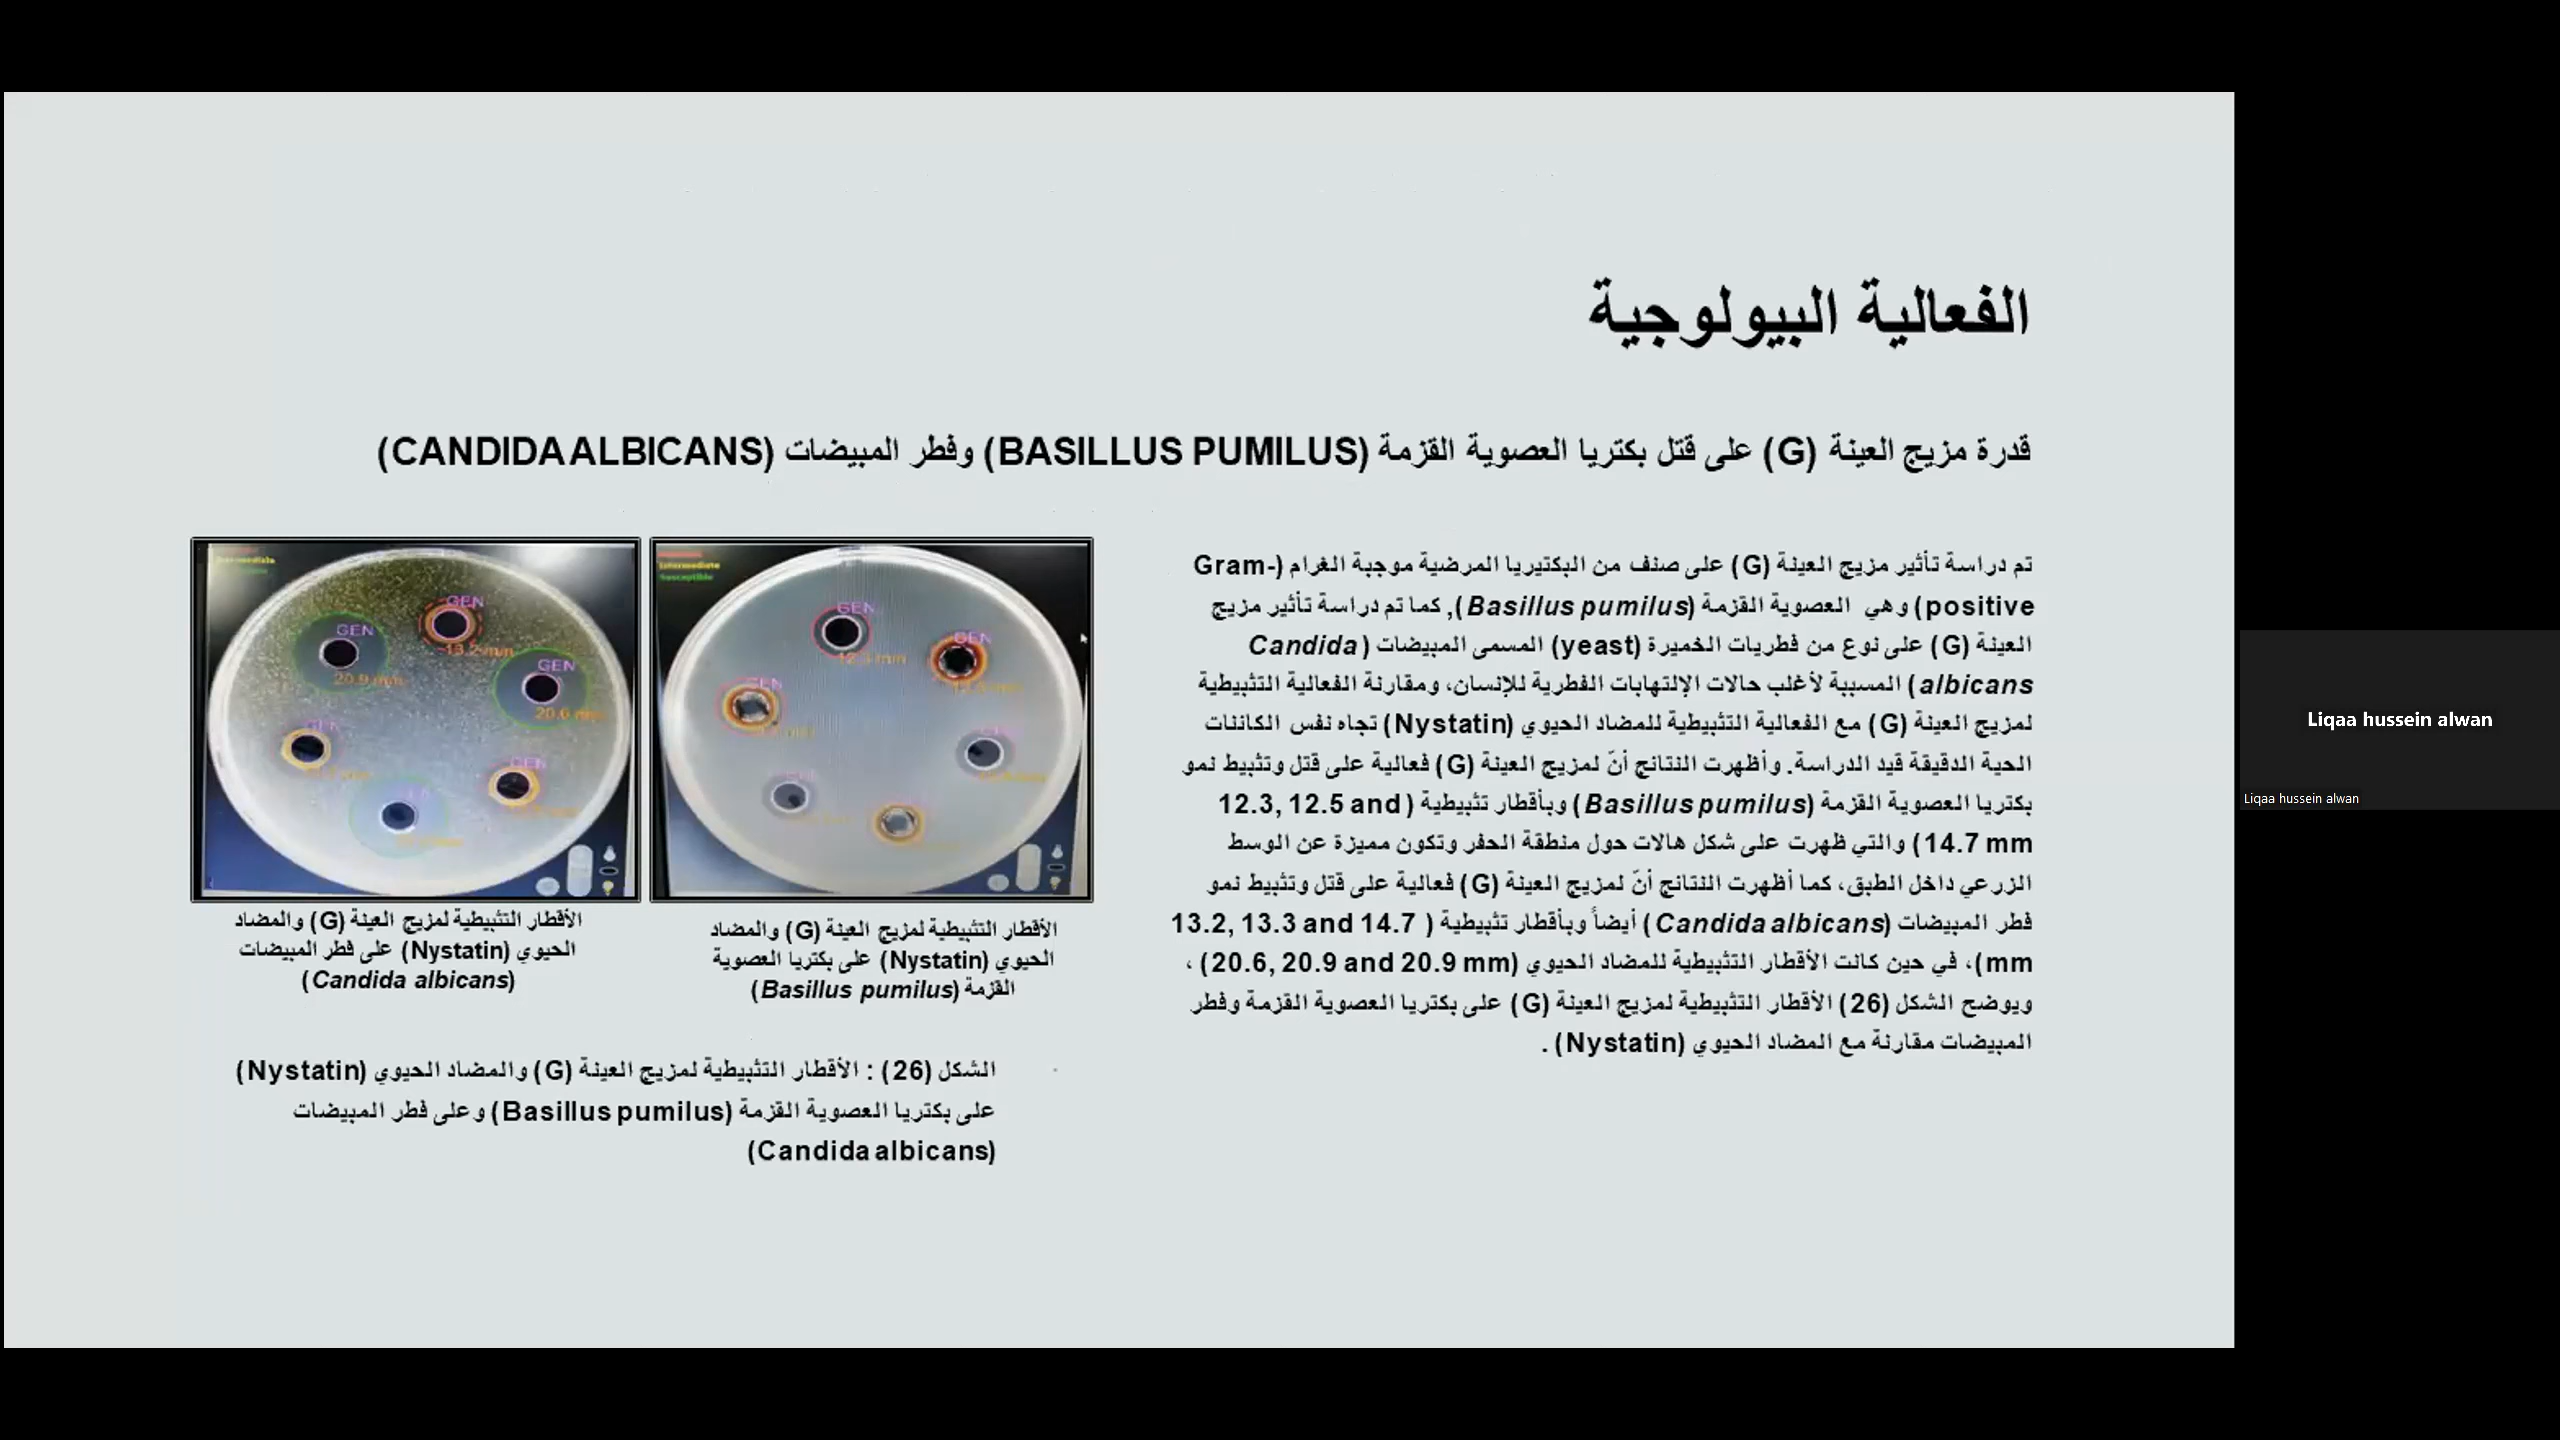 الفعالية البيولوجية
قدرة مزيج العينة (G) على قتل بكتريا العصوية القزمة (BASILLUS PUMILUS) وفطر المبيضات (CANDIDA ALBICANS)
تم دراسة تأثير مزيج العينة (G) على صنف من البكتيريا المرضية موجبة الغرام (Gram-
positive) وهي العصوية القزمة (Basillus pumilus), كما تم دراسة تأثير مزيج
العينة (G) على نوع من فطريات الخميرة (yeast) المسمى المبيضات (Candida
albicans) المسببة لأغلب حالات الإلتهابات الفطرية للإنسان، ومقارنة الفعالية التثبيطية
لمزيج العينة (G) مع الفعالية التثبيطية للمضاد الحيوي (Nystatin) تجاه نفس الكائنات
الحية الدقيقة قيد الدراسة. وأظهرت النتائج أنّ لمزيج العينة (G) فعالية على قتل وتثبيط نمو
بكتريا العصوية القزمة (Basillus pumilus) وبأقطار تثبيطية (12.3, 12.5 and
14.7 mm) والتي ظهرت على شكل هالات حول منطقة الحفر وتكون مميزة عن الوسط
الزرعي داخل الطبق، كما أظهرت النتائج أنّ لمزيج العينة (G) فعالية على قتل وتثبيط نمو
فطر المبيضات (Candida albicans) أيضاً وبأقطار تثبيطية (13.2, 13.3 and 14.7
mm)، في حين كانت الأقطار التثبيطية للمضاد الحيوي (20.6, 20.9 and 20.9 mm) ،
ويوضح الشكل (26) الأقطار التثبيطية لمزيج العينة (G) على بكتريا العصوية القزمة وفطر
المبيضات مقارنة مع المضاد الحيوي (Nystatin) .
Intermediate
Susceptible
GEN
GEN
GEN
13.2 mm
GEN
20.9 mm
GEN
20.6 mm
GEN
الأقطار التثبيطية لمزيج العينة (G) والمضاد
الحيوي (Nystatin) على بكتريا العصوية
القزمة (Basillus pumilus)
الأقطار التثبيطية لمزيج العينة (G) والمضاد
الحيوي (Nystatin) على فطر المبيضات
(Candida albicans)
الشكل (26) : الأقطار التثبيطية لمزيج العينة (G) والمضاد الحيوي (Nystatin)
على بكتريا العصوية القزمة (Basillus pumilus) وعلى فطر المبيضات
(Candida albicans)
Liqaa hussein alwan
Liqaa hussein alwan